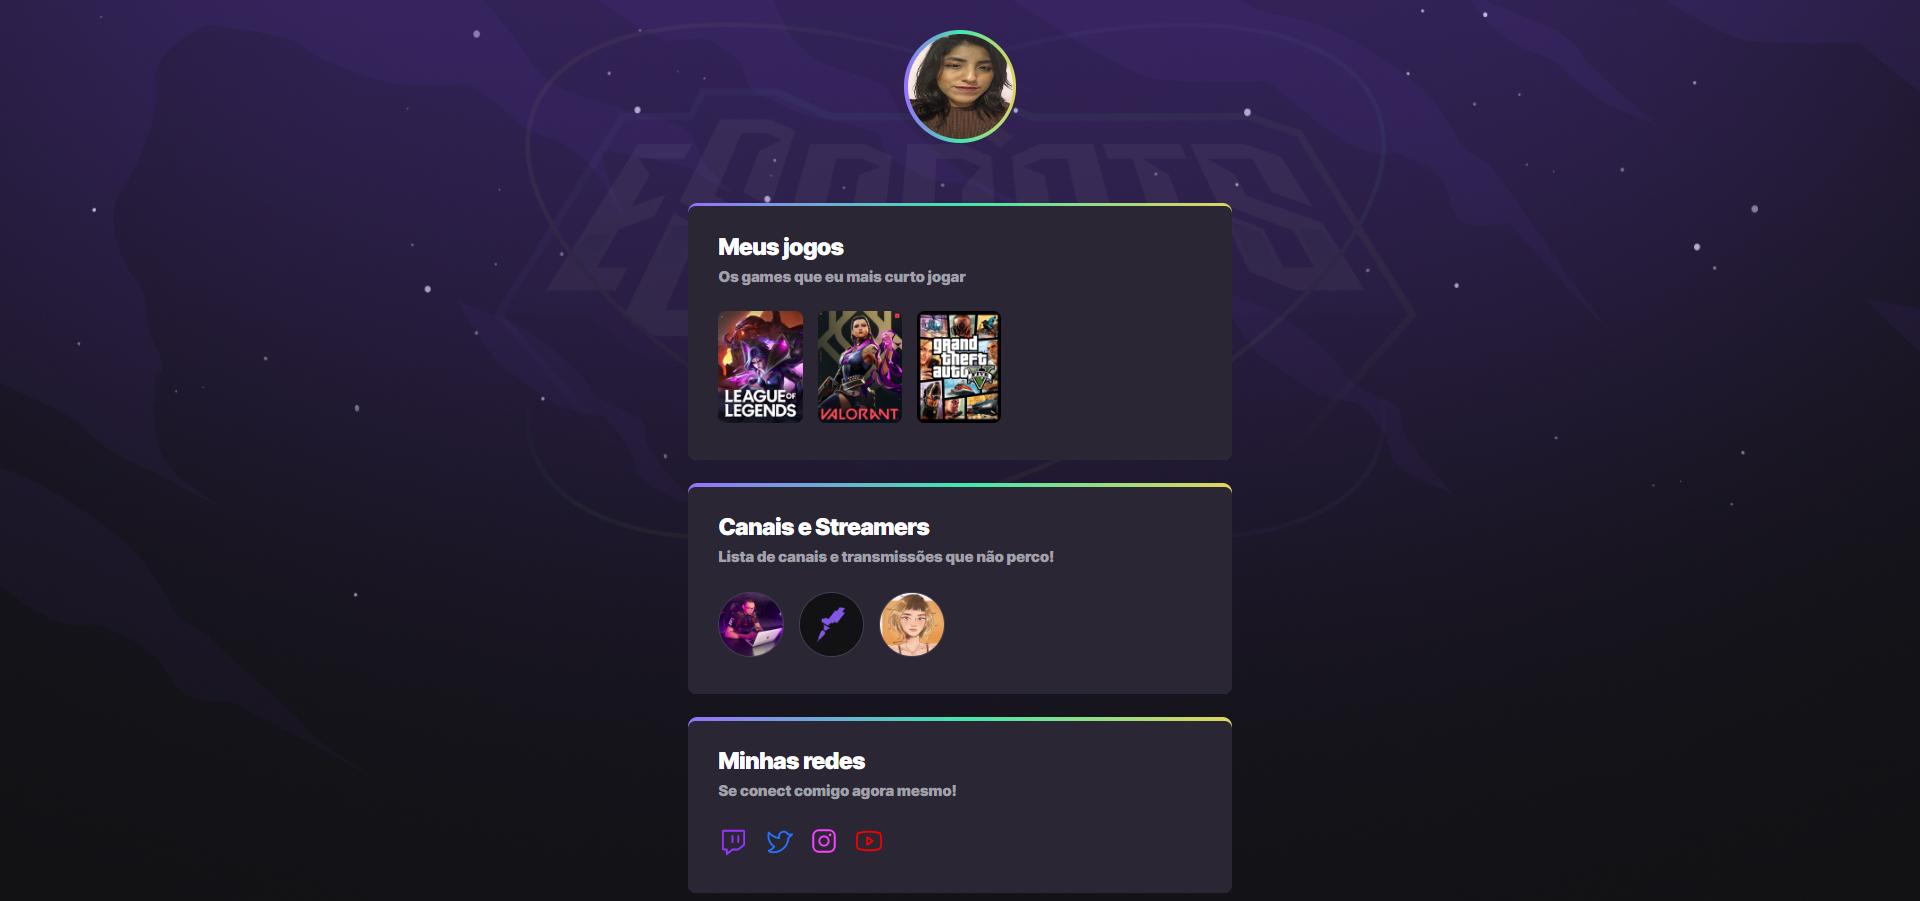 ESPORTS
Meus jogos
Os games que eu mais curto jogar
LEAGUE OF
LEGENDS
VALORANT
grand
theft
auto V
Canais e Streamers
Lista de canais e transmissões que não perco!
Minhas redes
Se conect comigo agora mesmo!